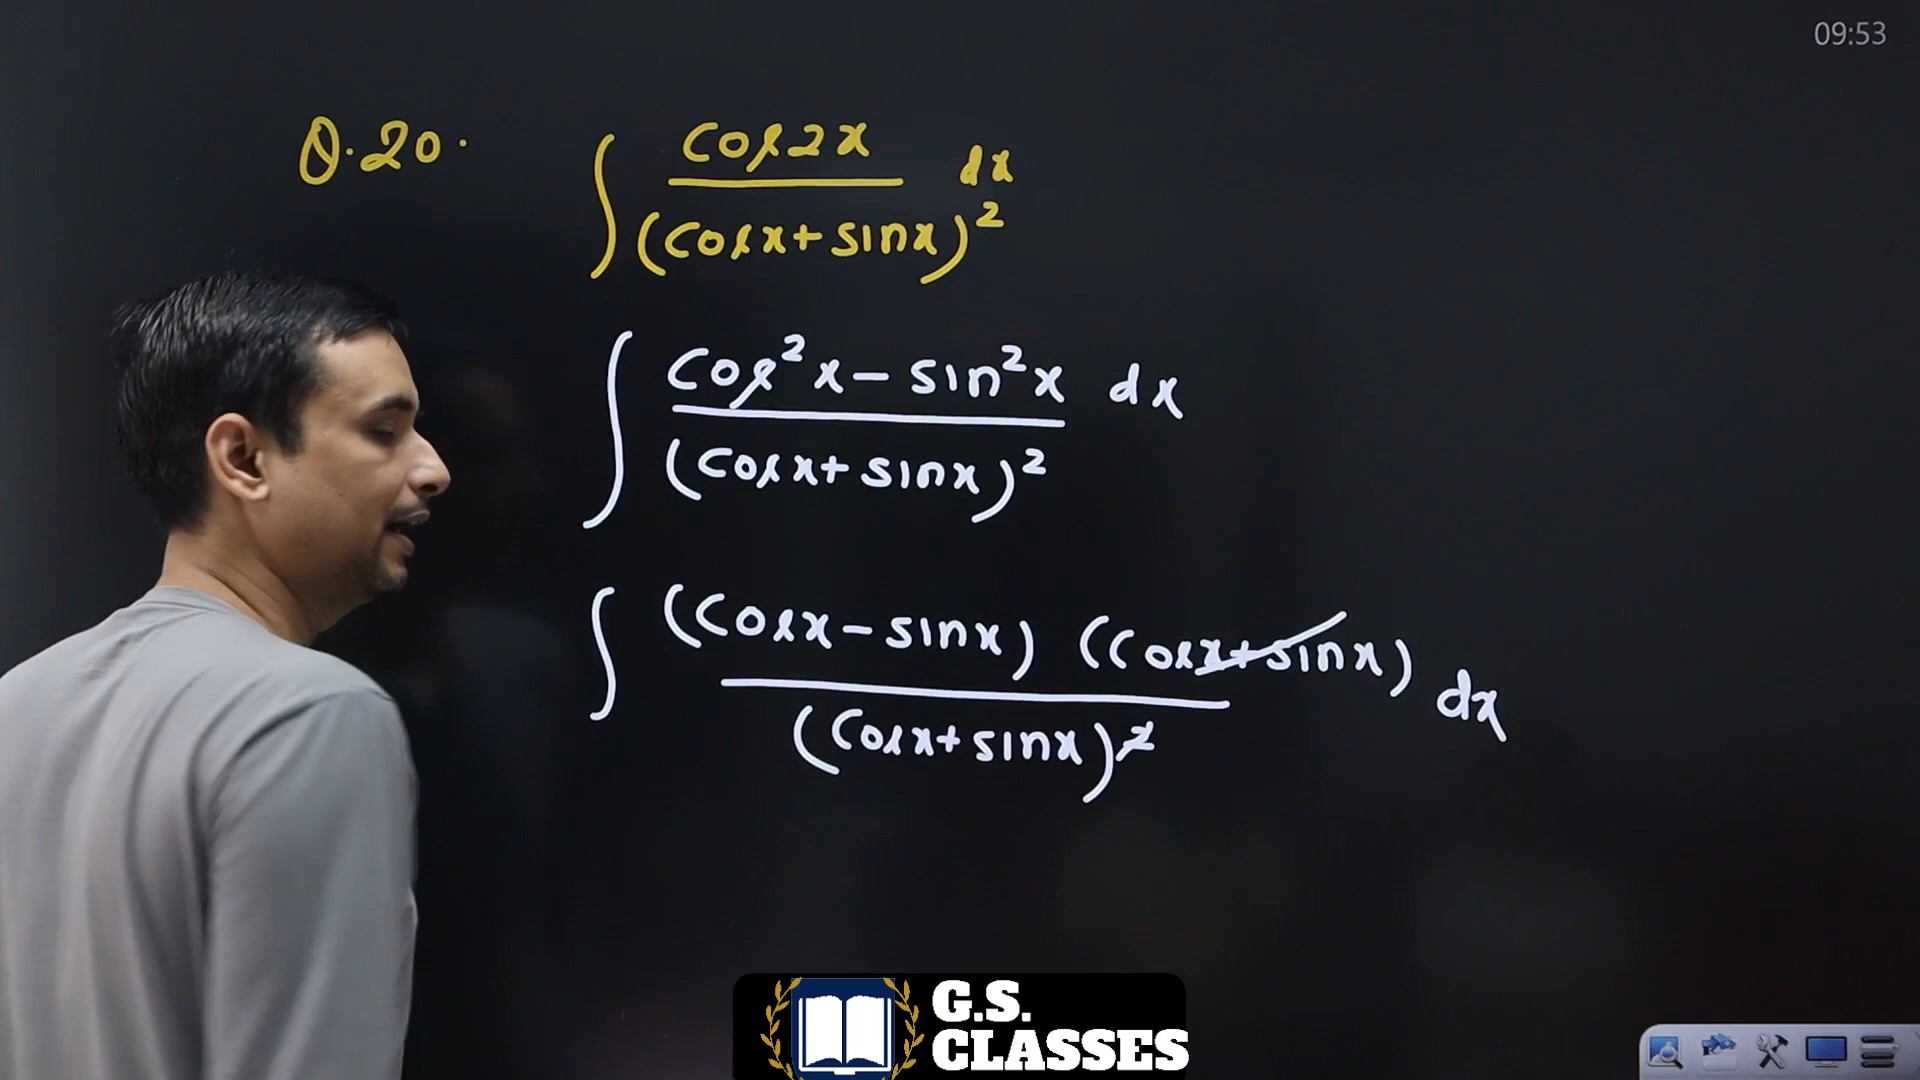 09:53
Q.20. ∫ cos2x / (cosx+sinx)² dx
∫ cos²x − sin²x / (cosx+sinx)² dx
∫ (cosx−sinx) (cosx+sinx) / (cosx+sinx)² dx
G.S.
CLASSES